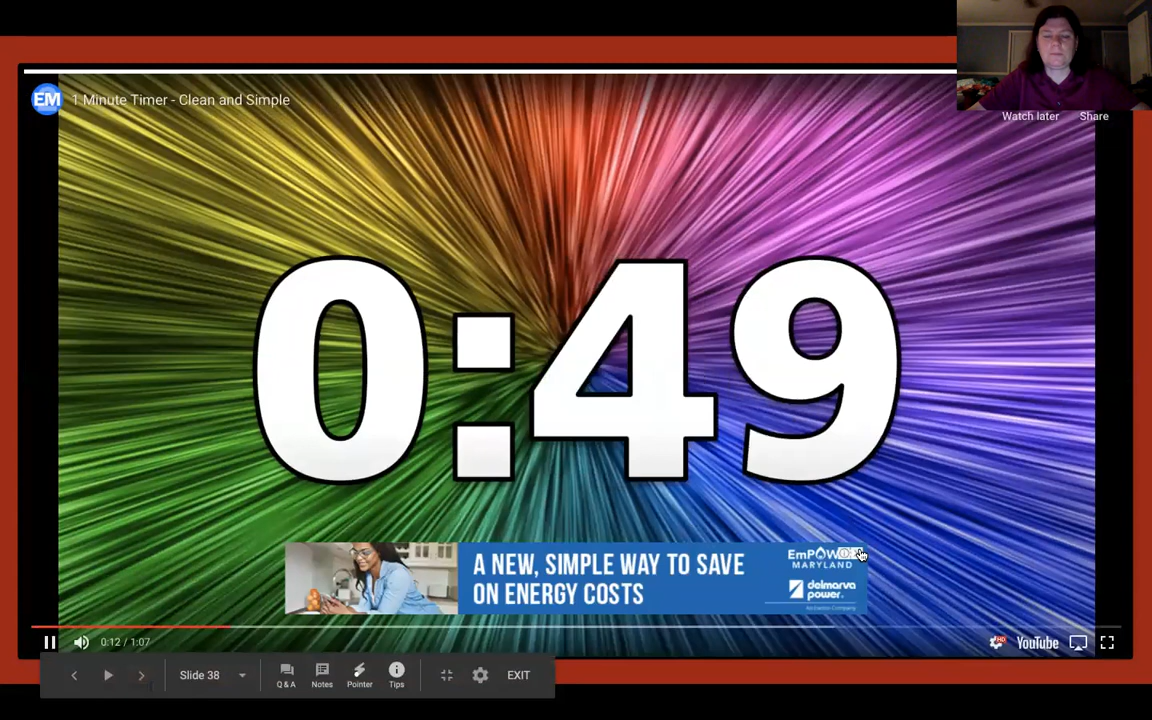 EM
1 Minute Timer - Clean and Simple
Watch later
Share
0:49
A NEW, SIMPLE WAY TO SAVE
ON ENERGY COSTS
MARYLAND
delmarva
power
0:12 / 1:07
HD
YouTube
Slide 38
Q & A
Notes
Pointer
Tips
EXIT